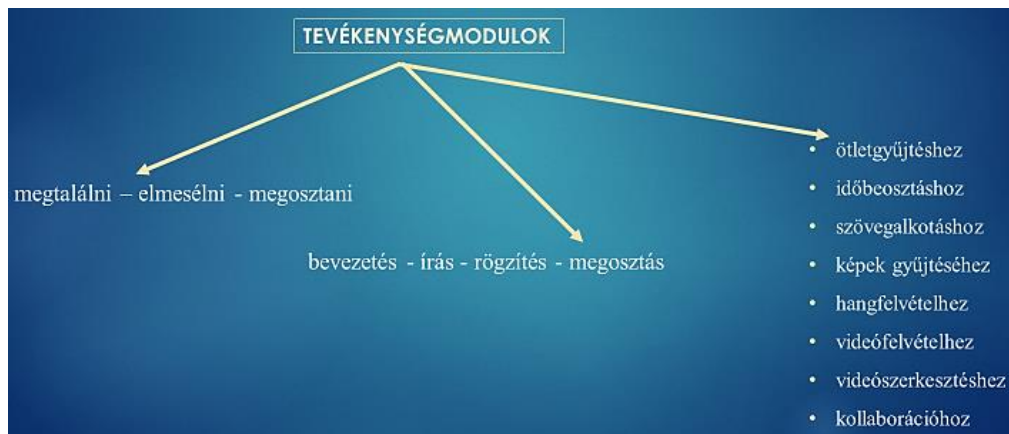 TEVÉKENYSÉGMODULOK
megtalálni – elmesélni - megosztani
bevezetés - írás - rögzítés - megosztás
• ötletgyűjtéshez
• időbeosztáshoz
• szövegalkotáshoz
• képek gyűjtéséhez
• hangfelvételhez
• videófelvételhez
• videószerkesztéshez
• kollaborációhoz